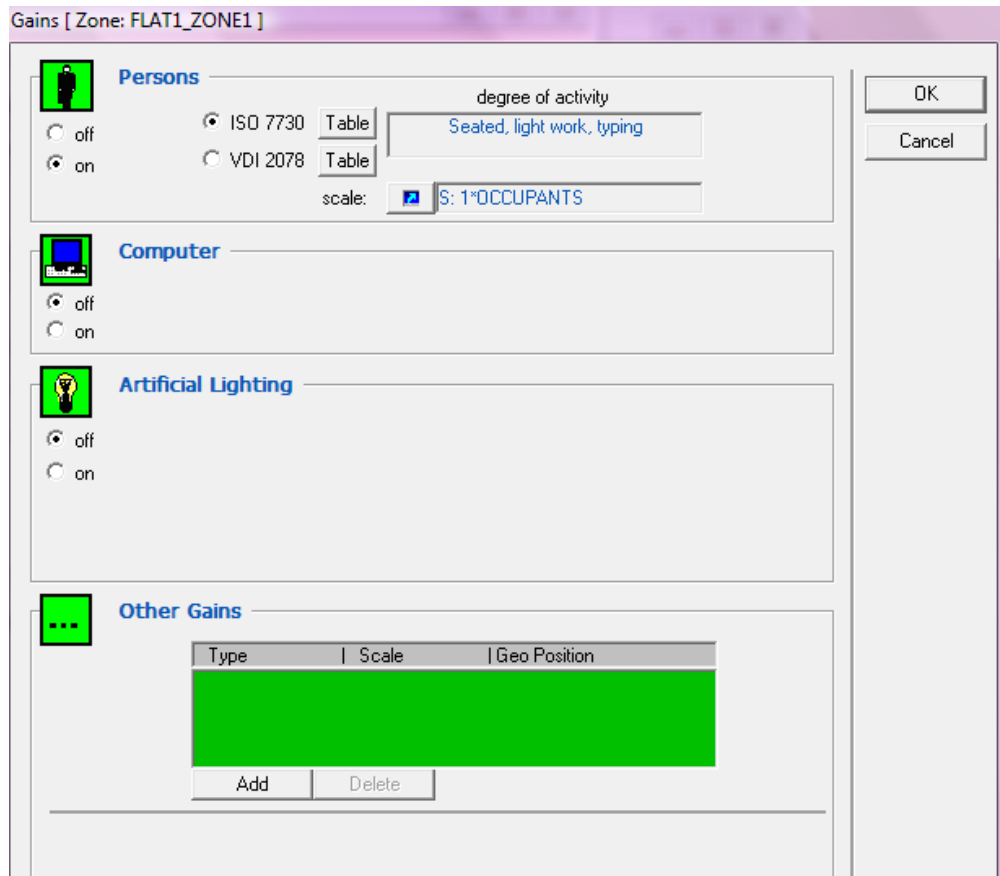 Gains [ Zone: FLAT1_ZONE1 ]
Persons
OK
degree of activity
off
ISO 7730 Table
Seated, light work, typing
Cancel
on
VDI 2078 Table
scale: S: 1*OCCUPANTS
Computer
off
on
Artificial Lighting
off
on
...
Other Gains
Type | Scale | Geo Position
Add Delete